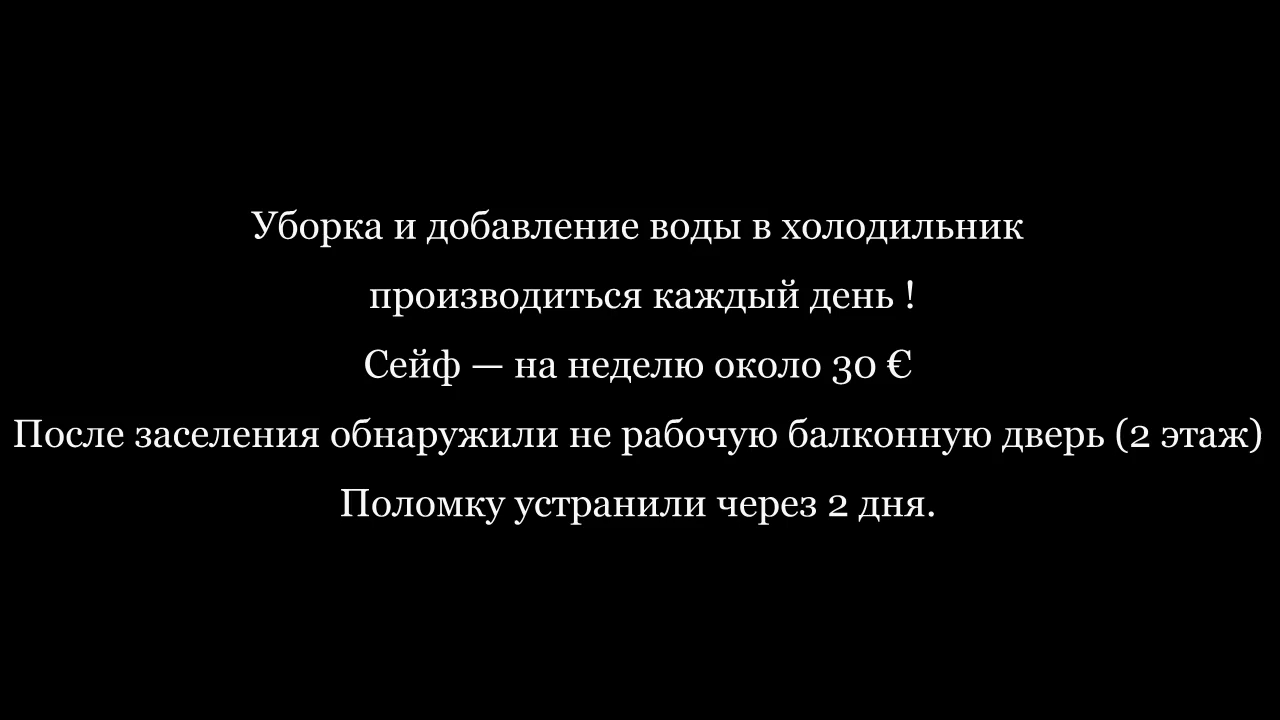 Уборка и добавление воды в холодильник
производиться каждый день !
Сейф — на неделю около 30 €
После заселения обнаружили не рабочую балконную дверь (2 этаж)
Поломку устранили через 2 дня.